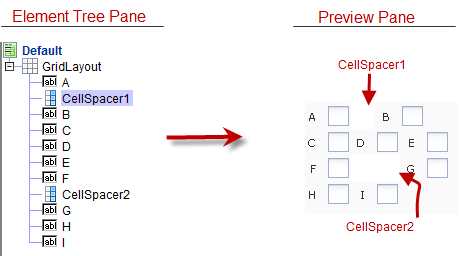 Element Tree Pane
Default
GridLayout
A
CellSpacer1
B
C
D
E
F
CellSpacer2
G
H
I
Preview Pane
CellSpacer1
A B
C D E
F G
H I
CellSpacer2